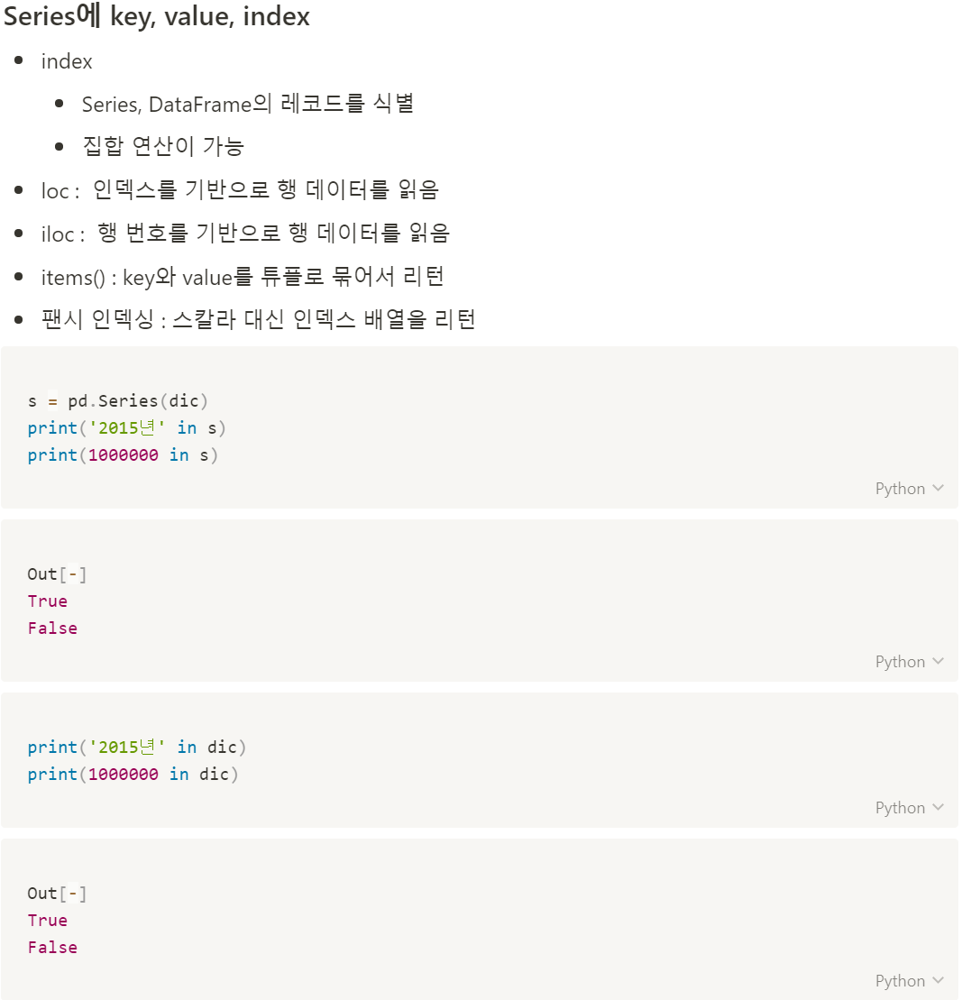 Series에 key, value, index
index
Series, DataFrame의 레코드를 식별
집합 연산이 가능
loc : 인덱스를 기반으로 행 데이터를 읽음
iloc : 행 번호를 기반으로 행 데이터를 읽음
items() : key와 value를 튜플로 묶어서 리턴
팬시 인덱싱 : 스칼라 대신 인덱스 배열을 리턴
s = pd.Series(dic)
print('2015년' in s)
print(1000000 in s)
Python
Out[-]
True
False
Python
print('2015년' in dic)
print(1000000 in dic)
Python
Out[-]
True
False
Python